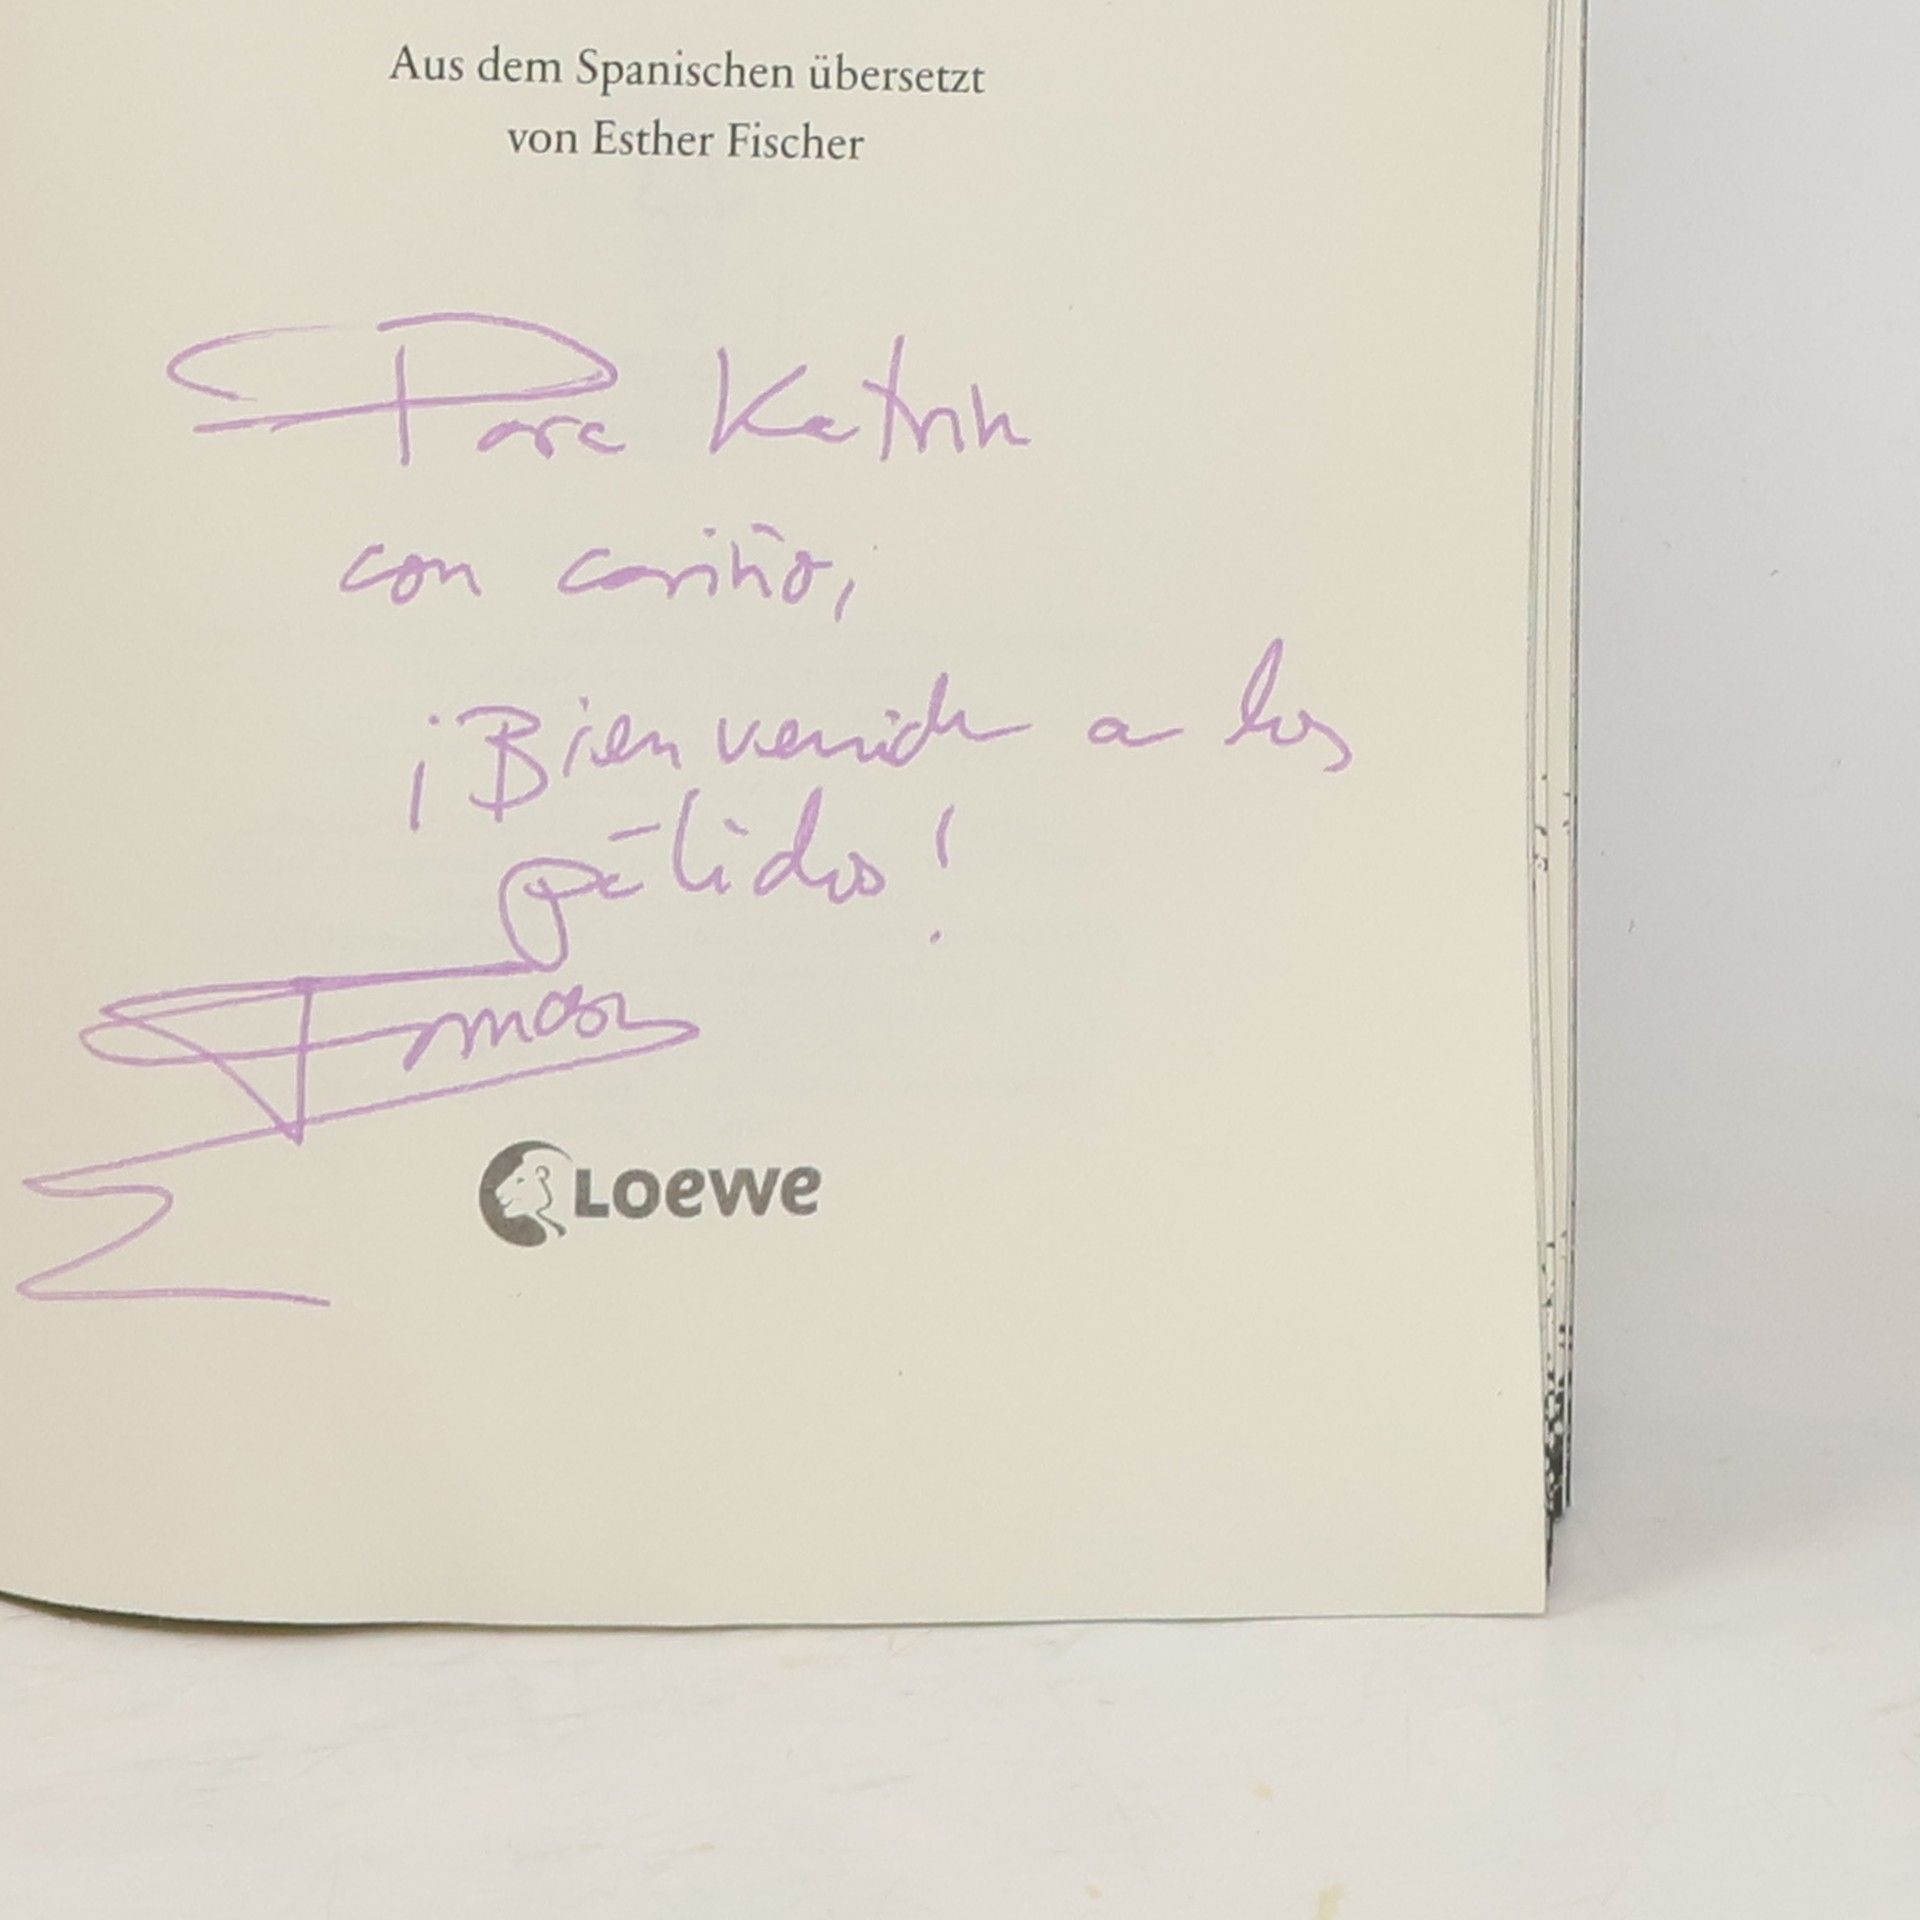 Aus dem Spanischen übersetzt
von Esther Fischer
Para Katrin
con cariño,
¡Bienvenida a los
pálidos!
LOEWE